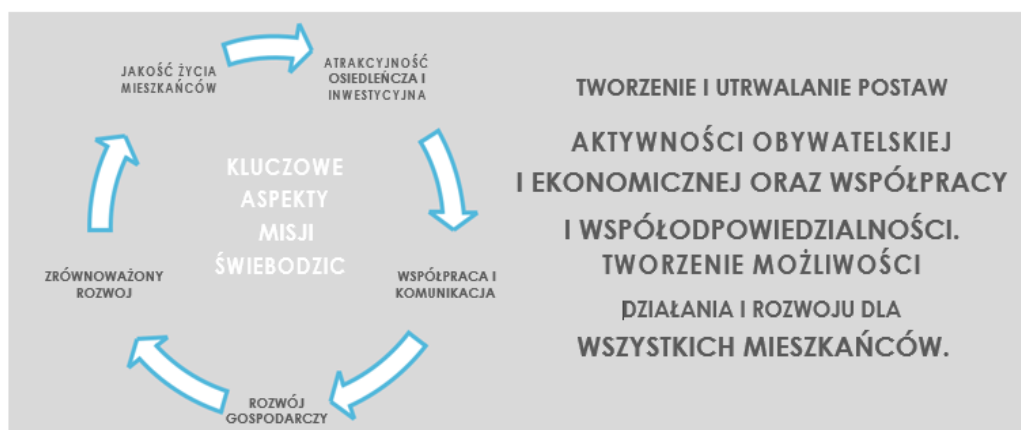 JAKOŚĆ ŻYCIA
MIESZKAŃCÓW
ATRAKCYJNOŚĆ
OSIEDLEŃCZA I
INWESTYCYJNA
WSPÓŁPRACA I
KOMUNIKACJA
ROZWÓJ
GOSPODARCZY
ZRÓWNOWAŻONY
ROZWOJ
KLUCZOWE
ASPEKTY
MISJI
ŚWIEBODZIC
TWORZENIE I UTRWALANIE POSTAW
AKTYWNOŚCI OBYWATELSKIEJ
I EKONOMICZNEJ ORAZ WSPÓŁPRACY
I WSPÓŁODPOWIEDZIALNOŚCI.
TWORZENIE MOŻLIWOŚCI
DZIAŁANIA I ROZWOJU DLA
WSZYSTKICH MIESZKAŃCÓW.